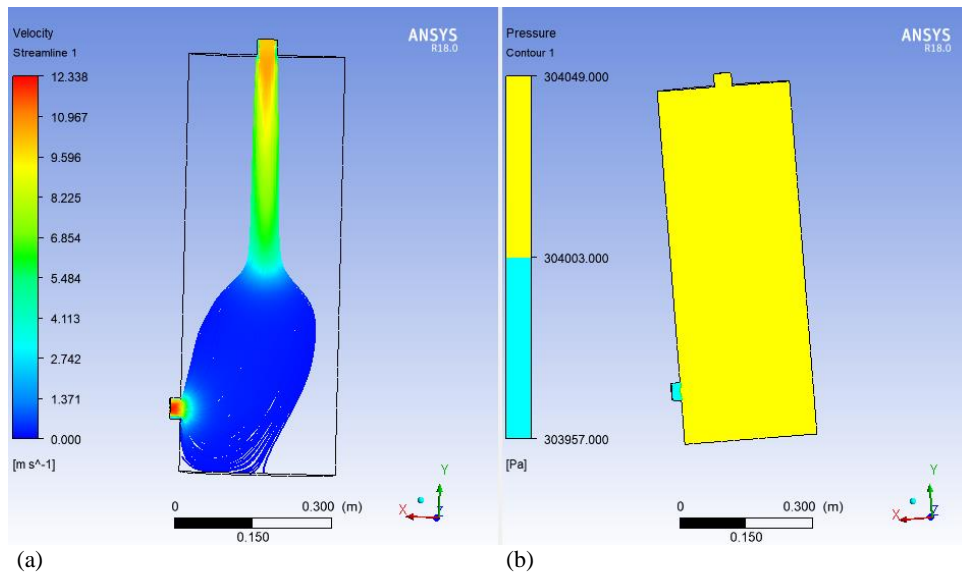 Velocity
Streamline 1
12.338
10.967
9.596
8.225
6.854
5.484
4.113
2.742
1.371
0.000
[m s^-1]
ANSYS
R18.0
0 0.300 (m)
0.150
X Y Z
(a)
Pressure
Contour 1
304049.000
304003.000
303957.000
[Pa]
ANSYS
R18.0
0 0.300 (m)
0.150
X Y Z
(b)